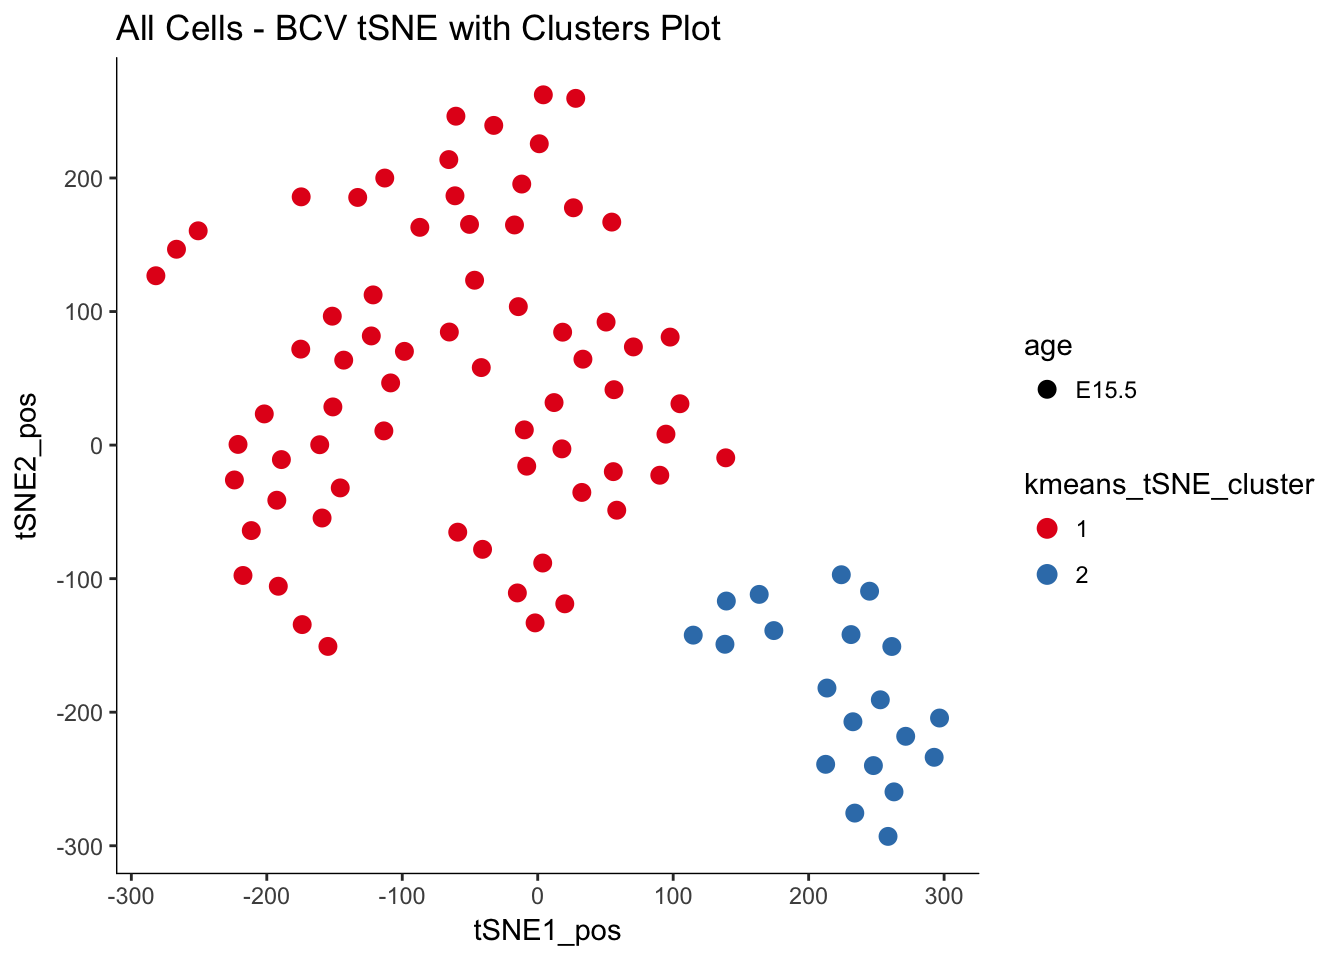 All Cells - BCV tSNE with Clusters Plot
200
100
0
-100
-200
-300
tSNE2_pos
-300
-200
-100
0
100
200
300
tSNE1_pos
age
E15.5
kmeans_tSNE_cluster
1
2